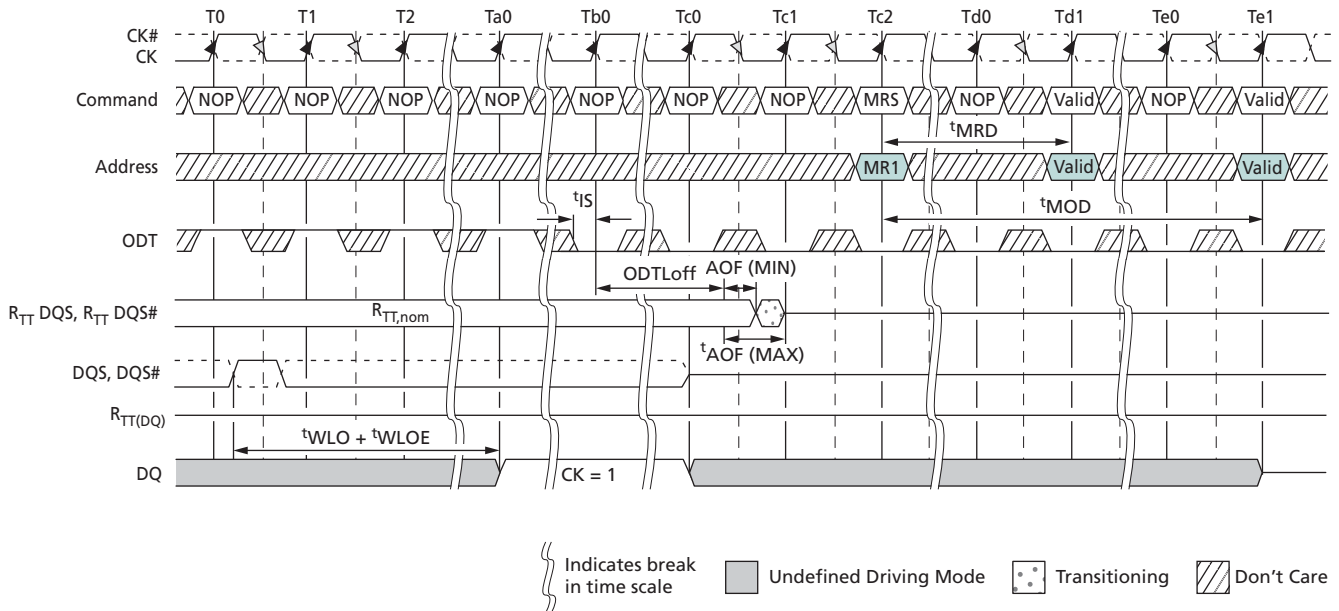 T0 T1 T2 Ta0 Tb0 Tc0 Tc1 Tc2 Td0 Td1 Te0 Te1
CK#
CK
Command NOP NOP NOP NOP NOP NOP NOP MRS NOP Valid NOP Valid
tMRD
Address MR1 Valid Valid
tIS
tMOD
ODT
ODTLoff AOF (MIN)
RTT DQS, RTT DQS# RTT,nom
tAOF (MAX)
DQS, DQS#
RTT(DQ)
tWLO + tWLOE
DQ CK = 1
Indicates break
in time scale
Undefined Driving Mode Transitioning Don't Care